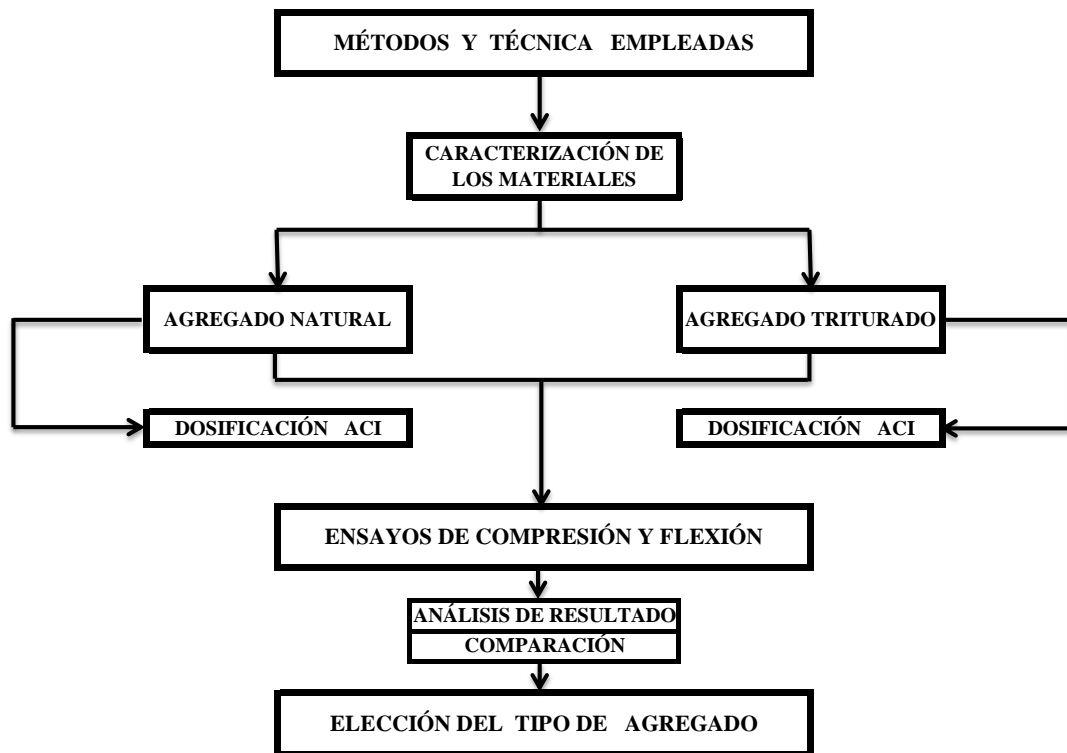 MÉTODOS Y TÉCNICA EMPLEADAS
CARACTERIZACIÓN DE
LOS MATERIALES
AGREGADO NATURAL
AGREGADO TRITURADO
DOSIFICACIÓN ACI
DOSIFICACIÓN ACI
ENSAYOS DE COMPRESIÓN Y FLEXIÓN
ANÁLISIS DE RESULTADO
COMPARACIÓN
ELECCIÓN DEL TIPO DE AGREGADO